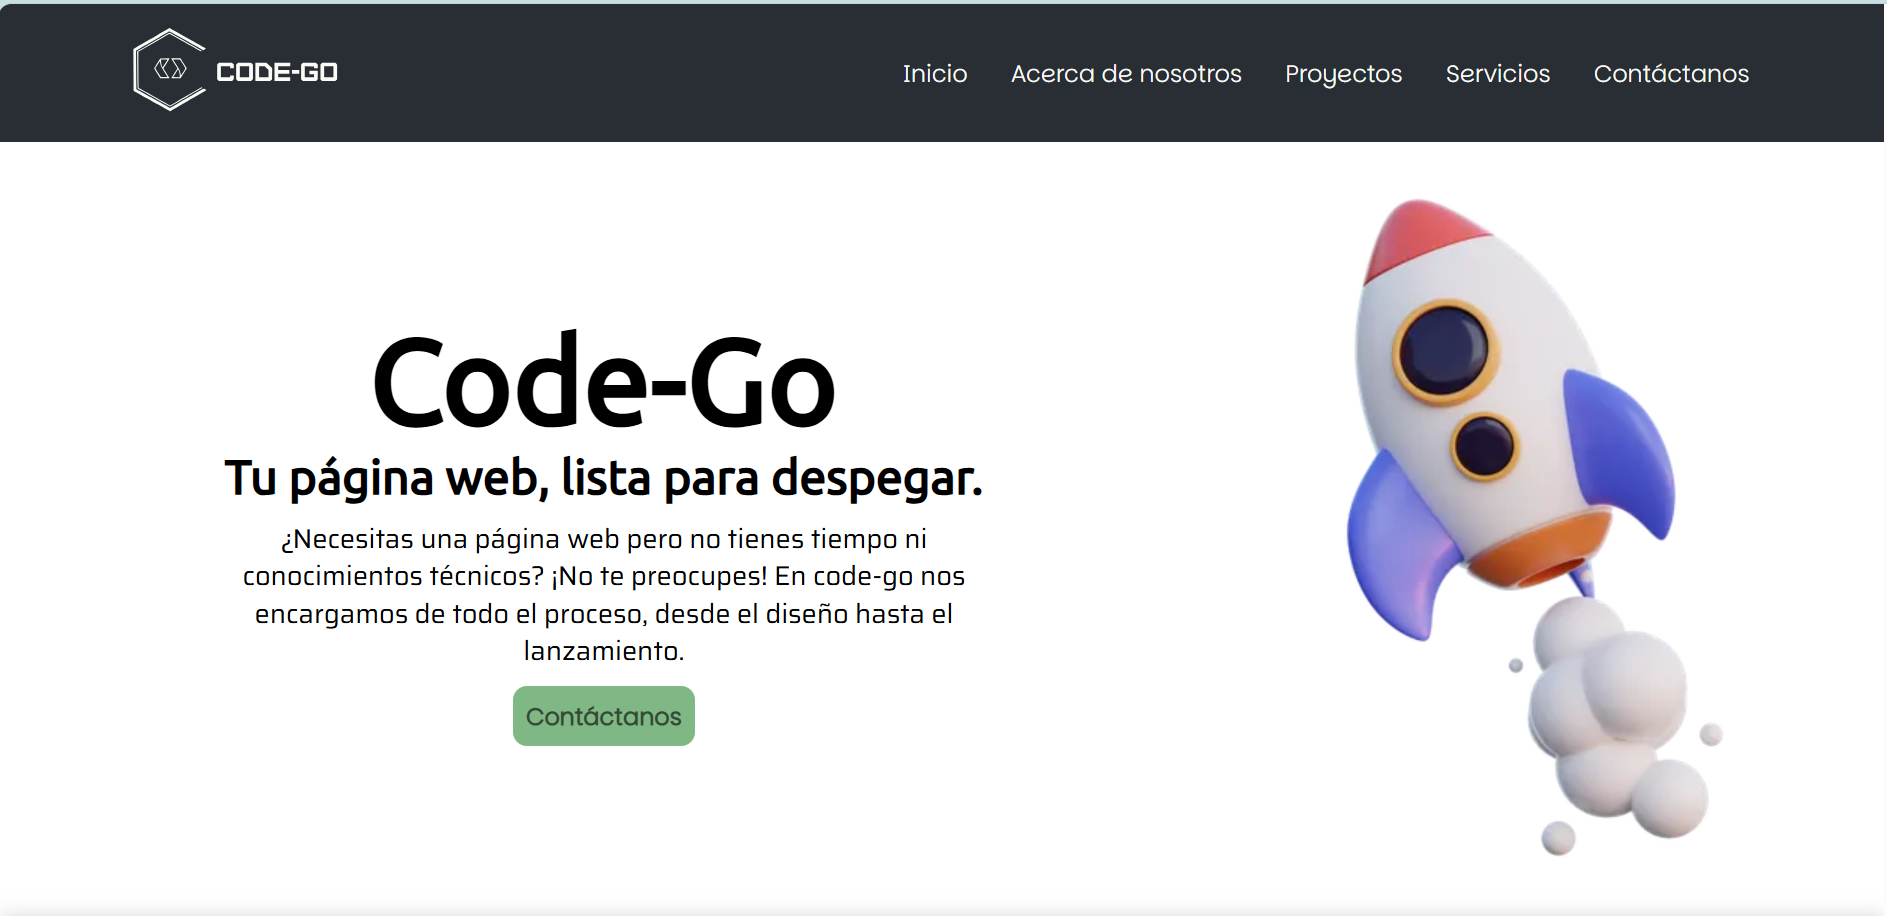 CODE-GO
Inicio Acerca de nosotros Proyectos Servicios Contáctanos
Code-Go
Tu página web, lista para despegar.
¿Necesitas una página web pero no tienes tiempo ni
conocimientos técnicos? ¡No te preocupes! En code-go nos
encargamos de todo el proceso, desde el diseño hasta el
lanzamiento.
Contáctanos